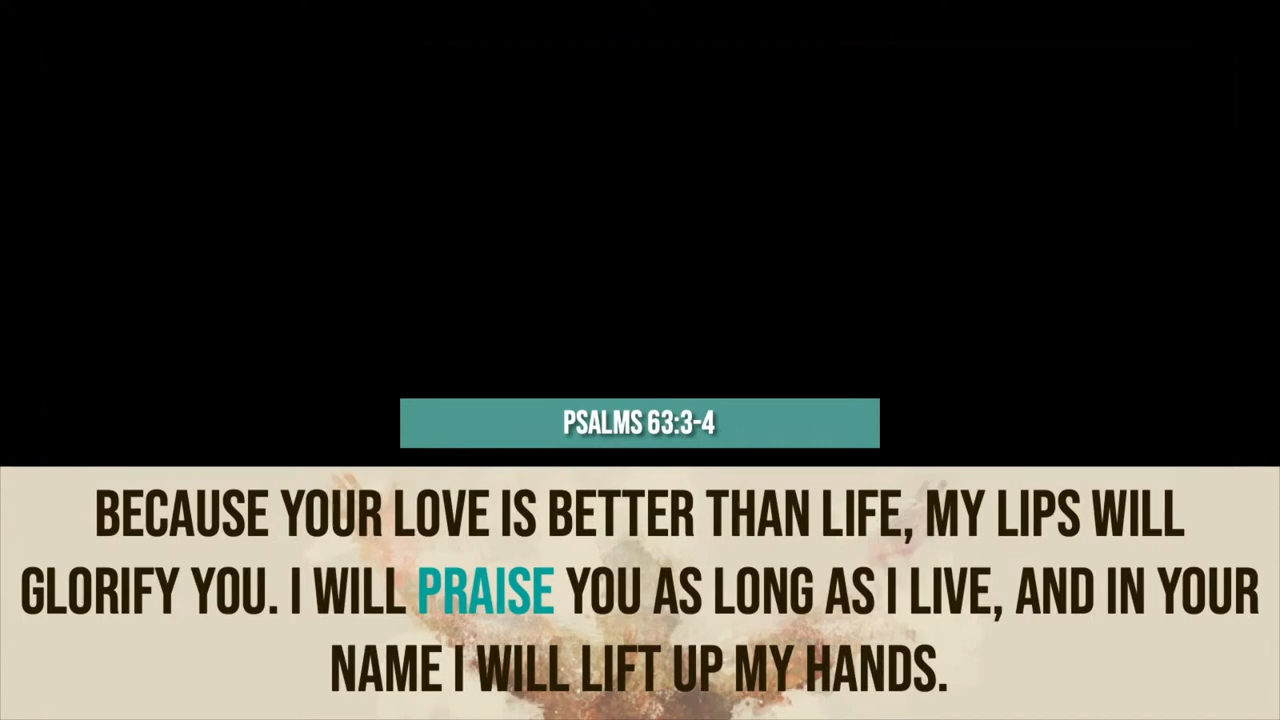 PSALMS 63:3-4
BECAUSE YOUR LOVE IS BETTER THAN LIFE, MY LIPS WILL
GLORIFY YOU. I WILL PRAISE YOU AS LONG AS I LIVE, AND IN YOUR
NAME I WILL LIFT UP MY HANDS.